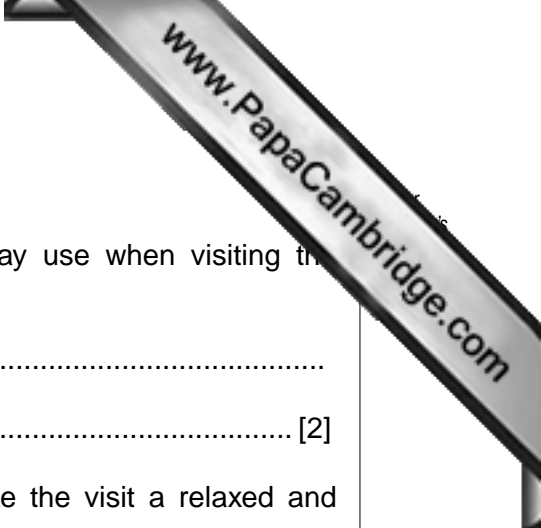 www.PapaCambridge.com
ay use when visiting
....................................................
.............................................. [2]
e the visit a relaxed and